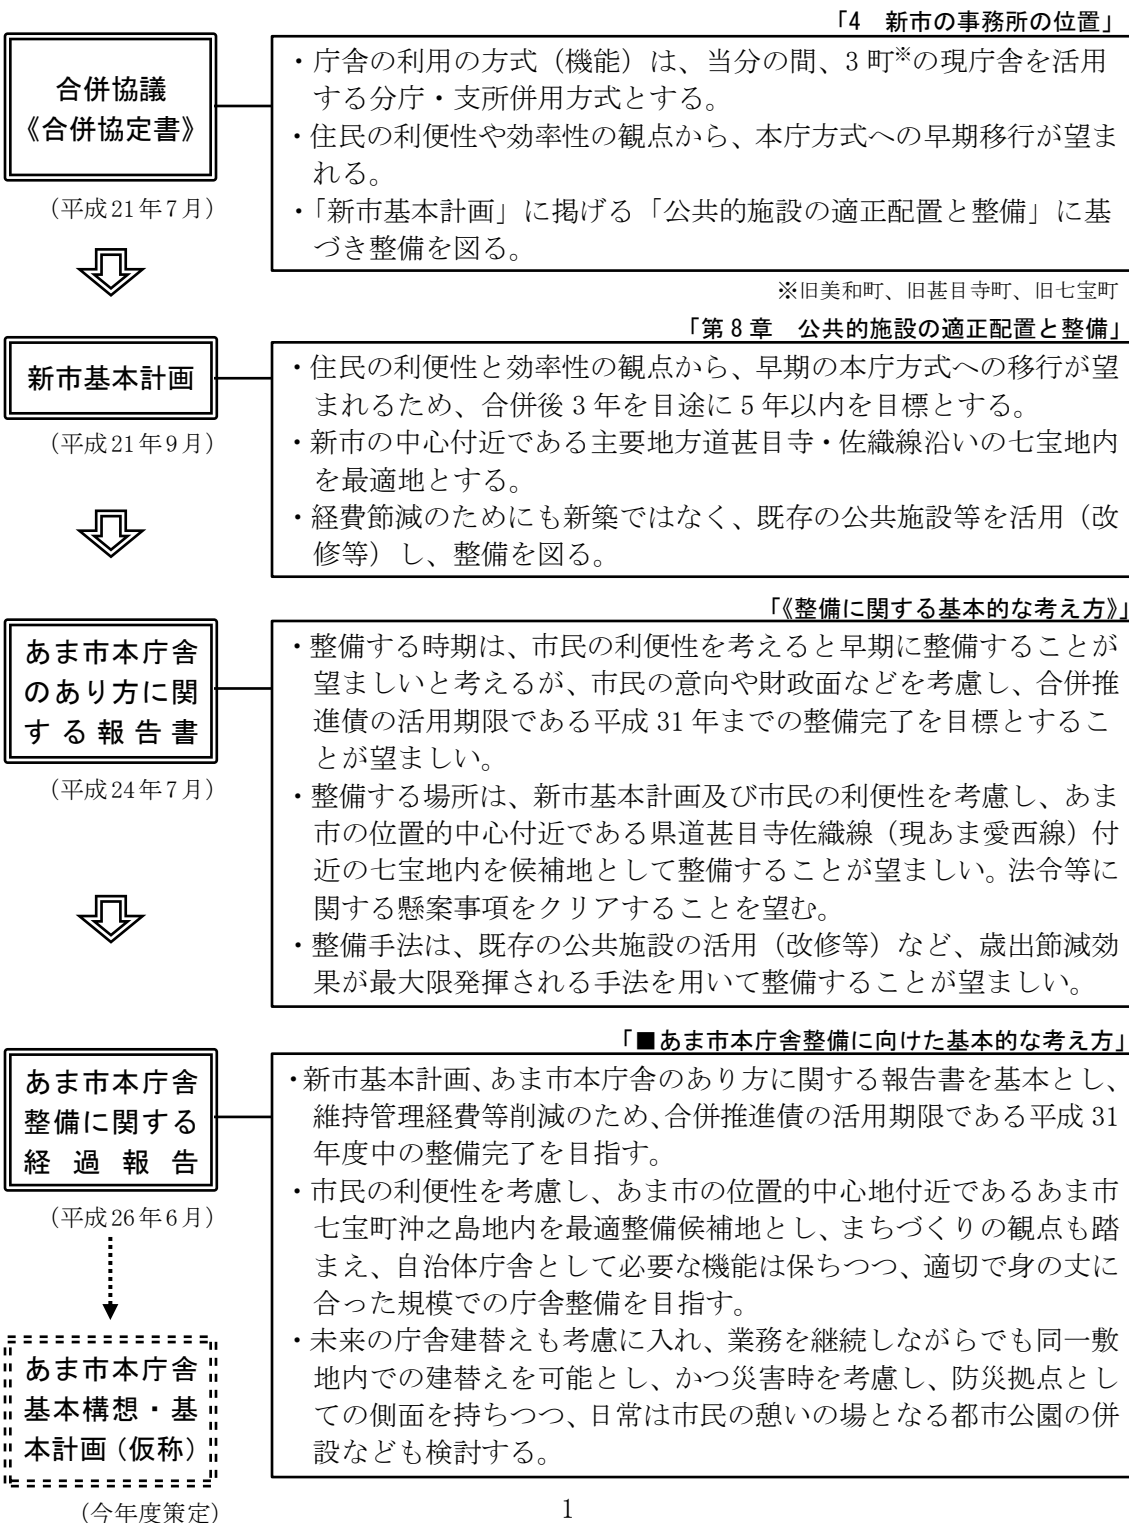 「4　新市の事務所の位置」
合併協議
《合併協定書》
(平成21年7月)
・庁舎の利用の方式（機能）は、当分の間、3町※の現庁舎を活用
する分庁・支所併用方式とする。
・住民の利便性や効率性の観点から、本庁方式への早期移行が望ま
れる。
・「新市基本計画」に掲げる「公共的施設の適正配置と整備」に基
づき整備を図る。
※旧美和町、旧甚目寺町、旧七宝町
「第8章　公共的施設の適正配置と整備」
新市基本計画
(平成21年9月)
・住民の利便性と効率性の観点から、早期の本庁方式への移行が望
まれるため、合併後3年を目途に5年以内を目標とする。
・新市の中心付近である主要地方道甚目寺・佐織線沿いの七宝地内
を最適地とする。
・経費節減のためにも新築ではなく、既存の公共施設等を活用（改
修等）し、整備を図る。
「《整備に関する基本的な考え方》」
あま市本庁舎
のあり方に関
する報告書
(平成24年7月)
・整備する時期は、市民の利便性を考えると早期に整備することが
望ましいと考えるが、市民の意向や財政面などを考慮し、合併推
進債の活用期限である平成31年までの整備完了を目標とするこ
とが望ましい。
・整備する場所は、新市基本計画及び市民の利便性を考慮し、あま
市の位置的中心付近である県道甚目寺佐織線（現あま愛西線）付
近の七宝地内を候補地として整備することが望ましい。法令等に
関する懸案事項をクリアすることを望む。
・整備手法は、既存の公共施設の活用（改修等）など、歳出節減効
果が最大限発揮される手法を用いて整備することが望ましい。
「■あま市本庁舎整備に向けた基本的な考え方」
あま市本庁舎
整備に関する
経過報告
(平成26年6月)
・新市基本計画、あま市本庁舎のあり方に関する報告書を基本とし、
維持管理経費等削減のため、合併推進債の活用期限である平成31
年度中の整備完了を目指す。
・市民の利便性を考慮し、あま市の位置的中心地付近であるあま市
七宝町沖之島地内を最適整備候補地とし、まちづくりの観点も踏
まえ、自治体庁舎として必要な機能は保ちつつ、適切で身の丈に
合った規模での庁舎整備を目指す。
・未来の庁舎建替えも考慮に入れ、業務を継続しながらでも同一敷
地内での建替えを可能とし、かつ災害時を考慮し、防災拠点とし
ての側面を持ちつつ、日常は市民の憩いの場となる都市公園の併
設なども検討する。
あま市本庁舎
基本構想・基
本計画（仮称）
(今年度策定)
1